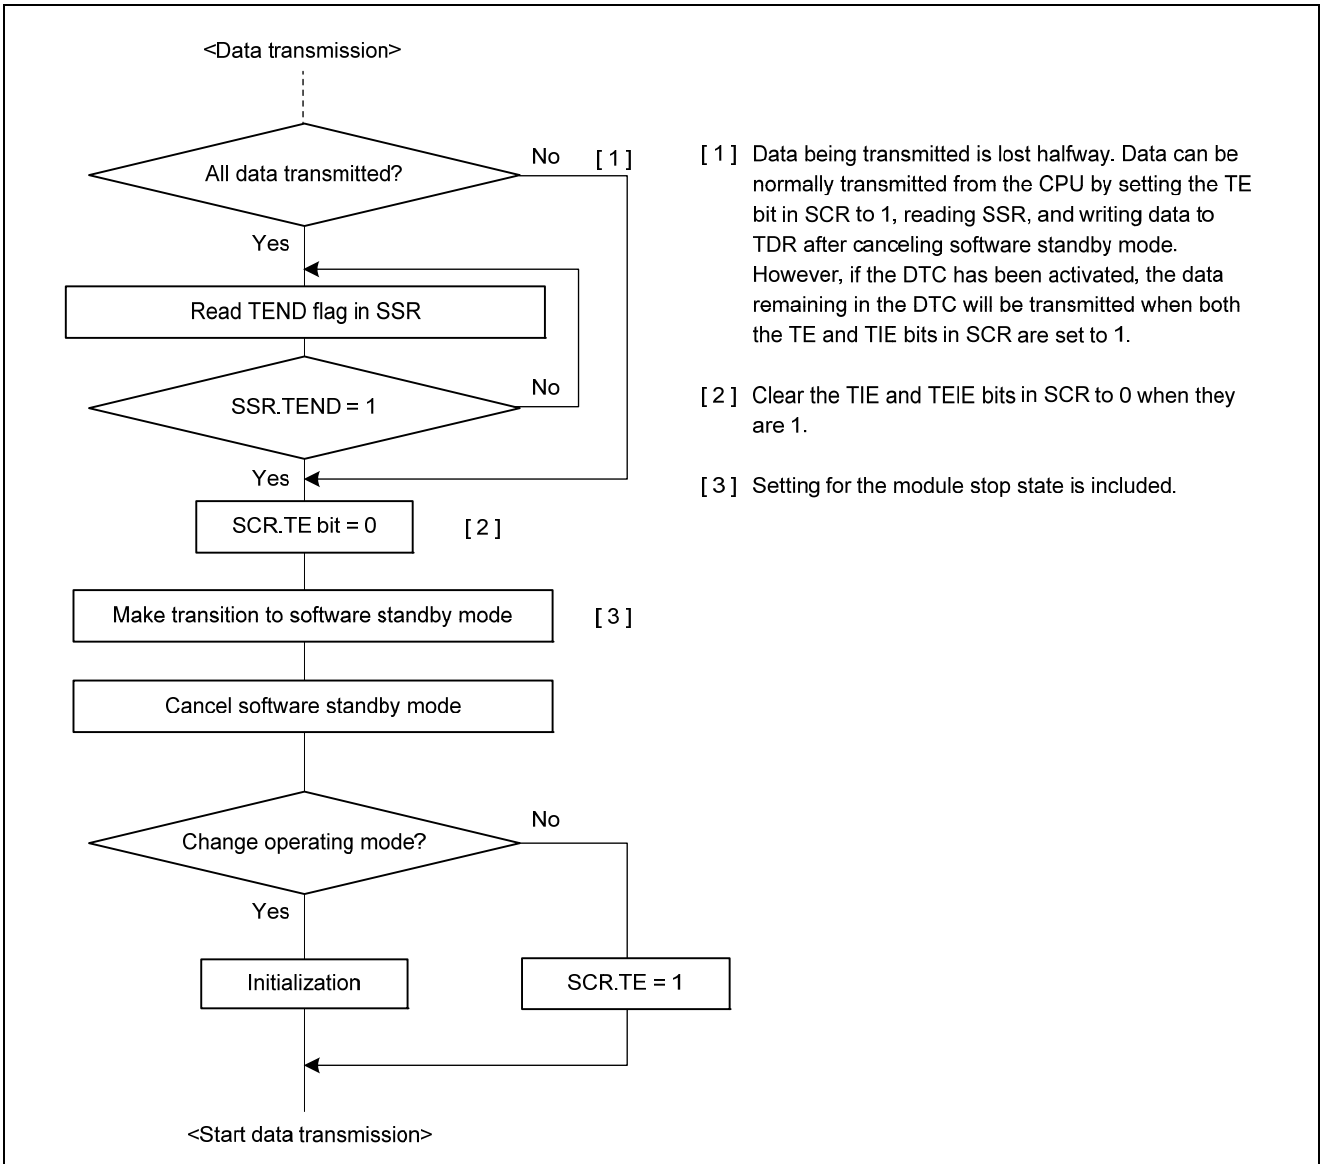 <Data transmission>
All data transmitted?
No
[ 1 ]
Yes
Read TEND flag in SSR
SSR.TEND = 1
No
Yes
SCR.TE bit = 0
[ 2 ]
Make transition to software standby mode
[ 3 ]
Cancel software standby mode
Change operating mode?
No
Yes
Initialization
SCR.TE = 1
<Start data transmission>
[ 1 ] Data being transmitted is lost halfway. Data can be
normally transmitted from the CPU by setting the TE
bit in SCR to 1, reading SSR, and writing data to
TDR after canceling software standby mode.
However, if the DTC has been activated, the data
remaining in the DTC will be transmitted when both
the TE and TIE bits in SCR are set to 1.
[ 2 ] Clear the TIE and TEIE bits in SCR to 0 when they
are 1.
[ 3 ] Setting for the module stop state is included.